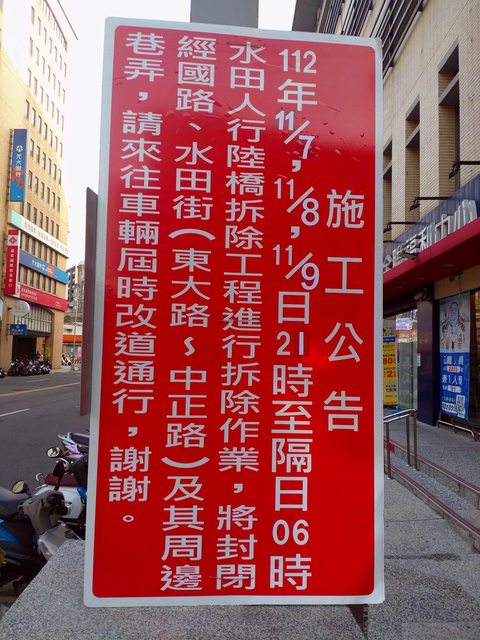 施工公告
112年11/7,11/8,11/9日21時至隔日06時
水田人行陸橋拆除工程進行拆除作業，將封閉
經國路、水田街(東大路~中正路)及其周邊
巷弄，請來往車輛屆時改道通行，謝謝。